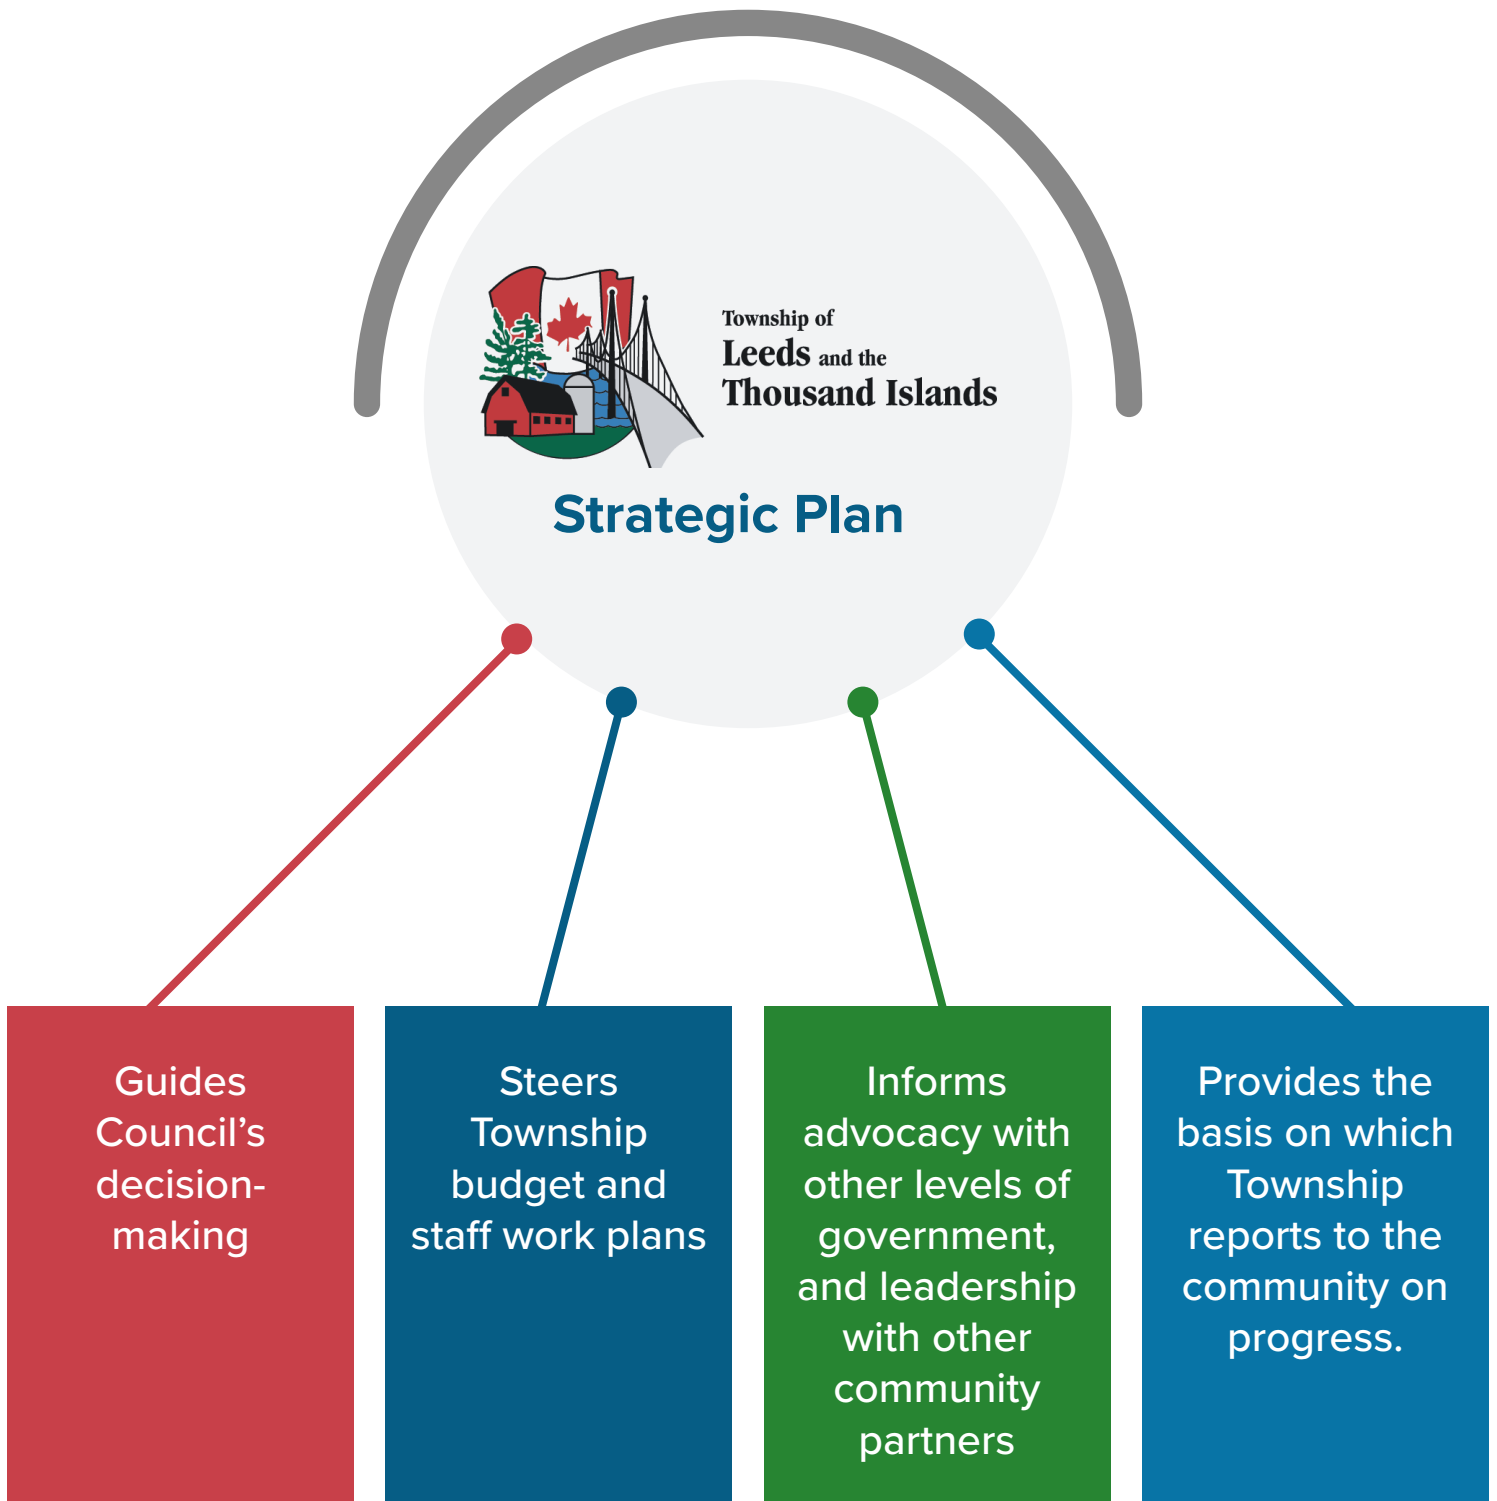 Township of
Leeds and the
Thousand Islands
Strategic Plan
Guides
Council’s
decision-
making
Steers
Township
budget and
staff work plans
Informs
advocacy with
other levels of
government,
and leadership
with other
community
partners
Provides the
basis on which
Township
reports to the
community on
progress.